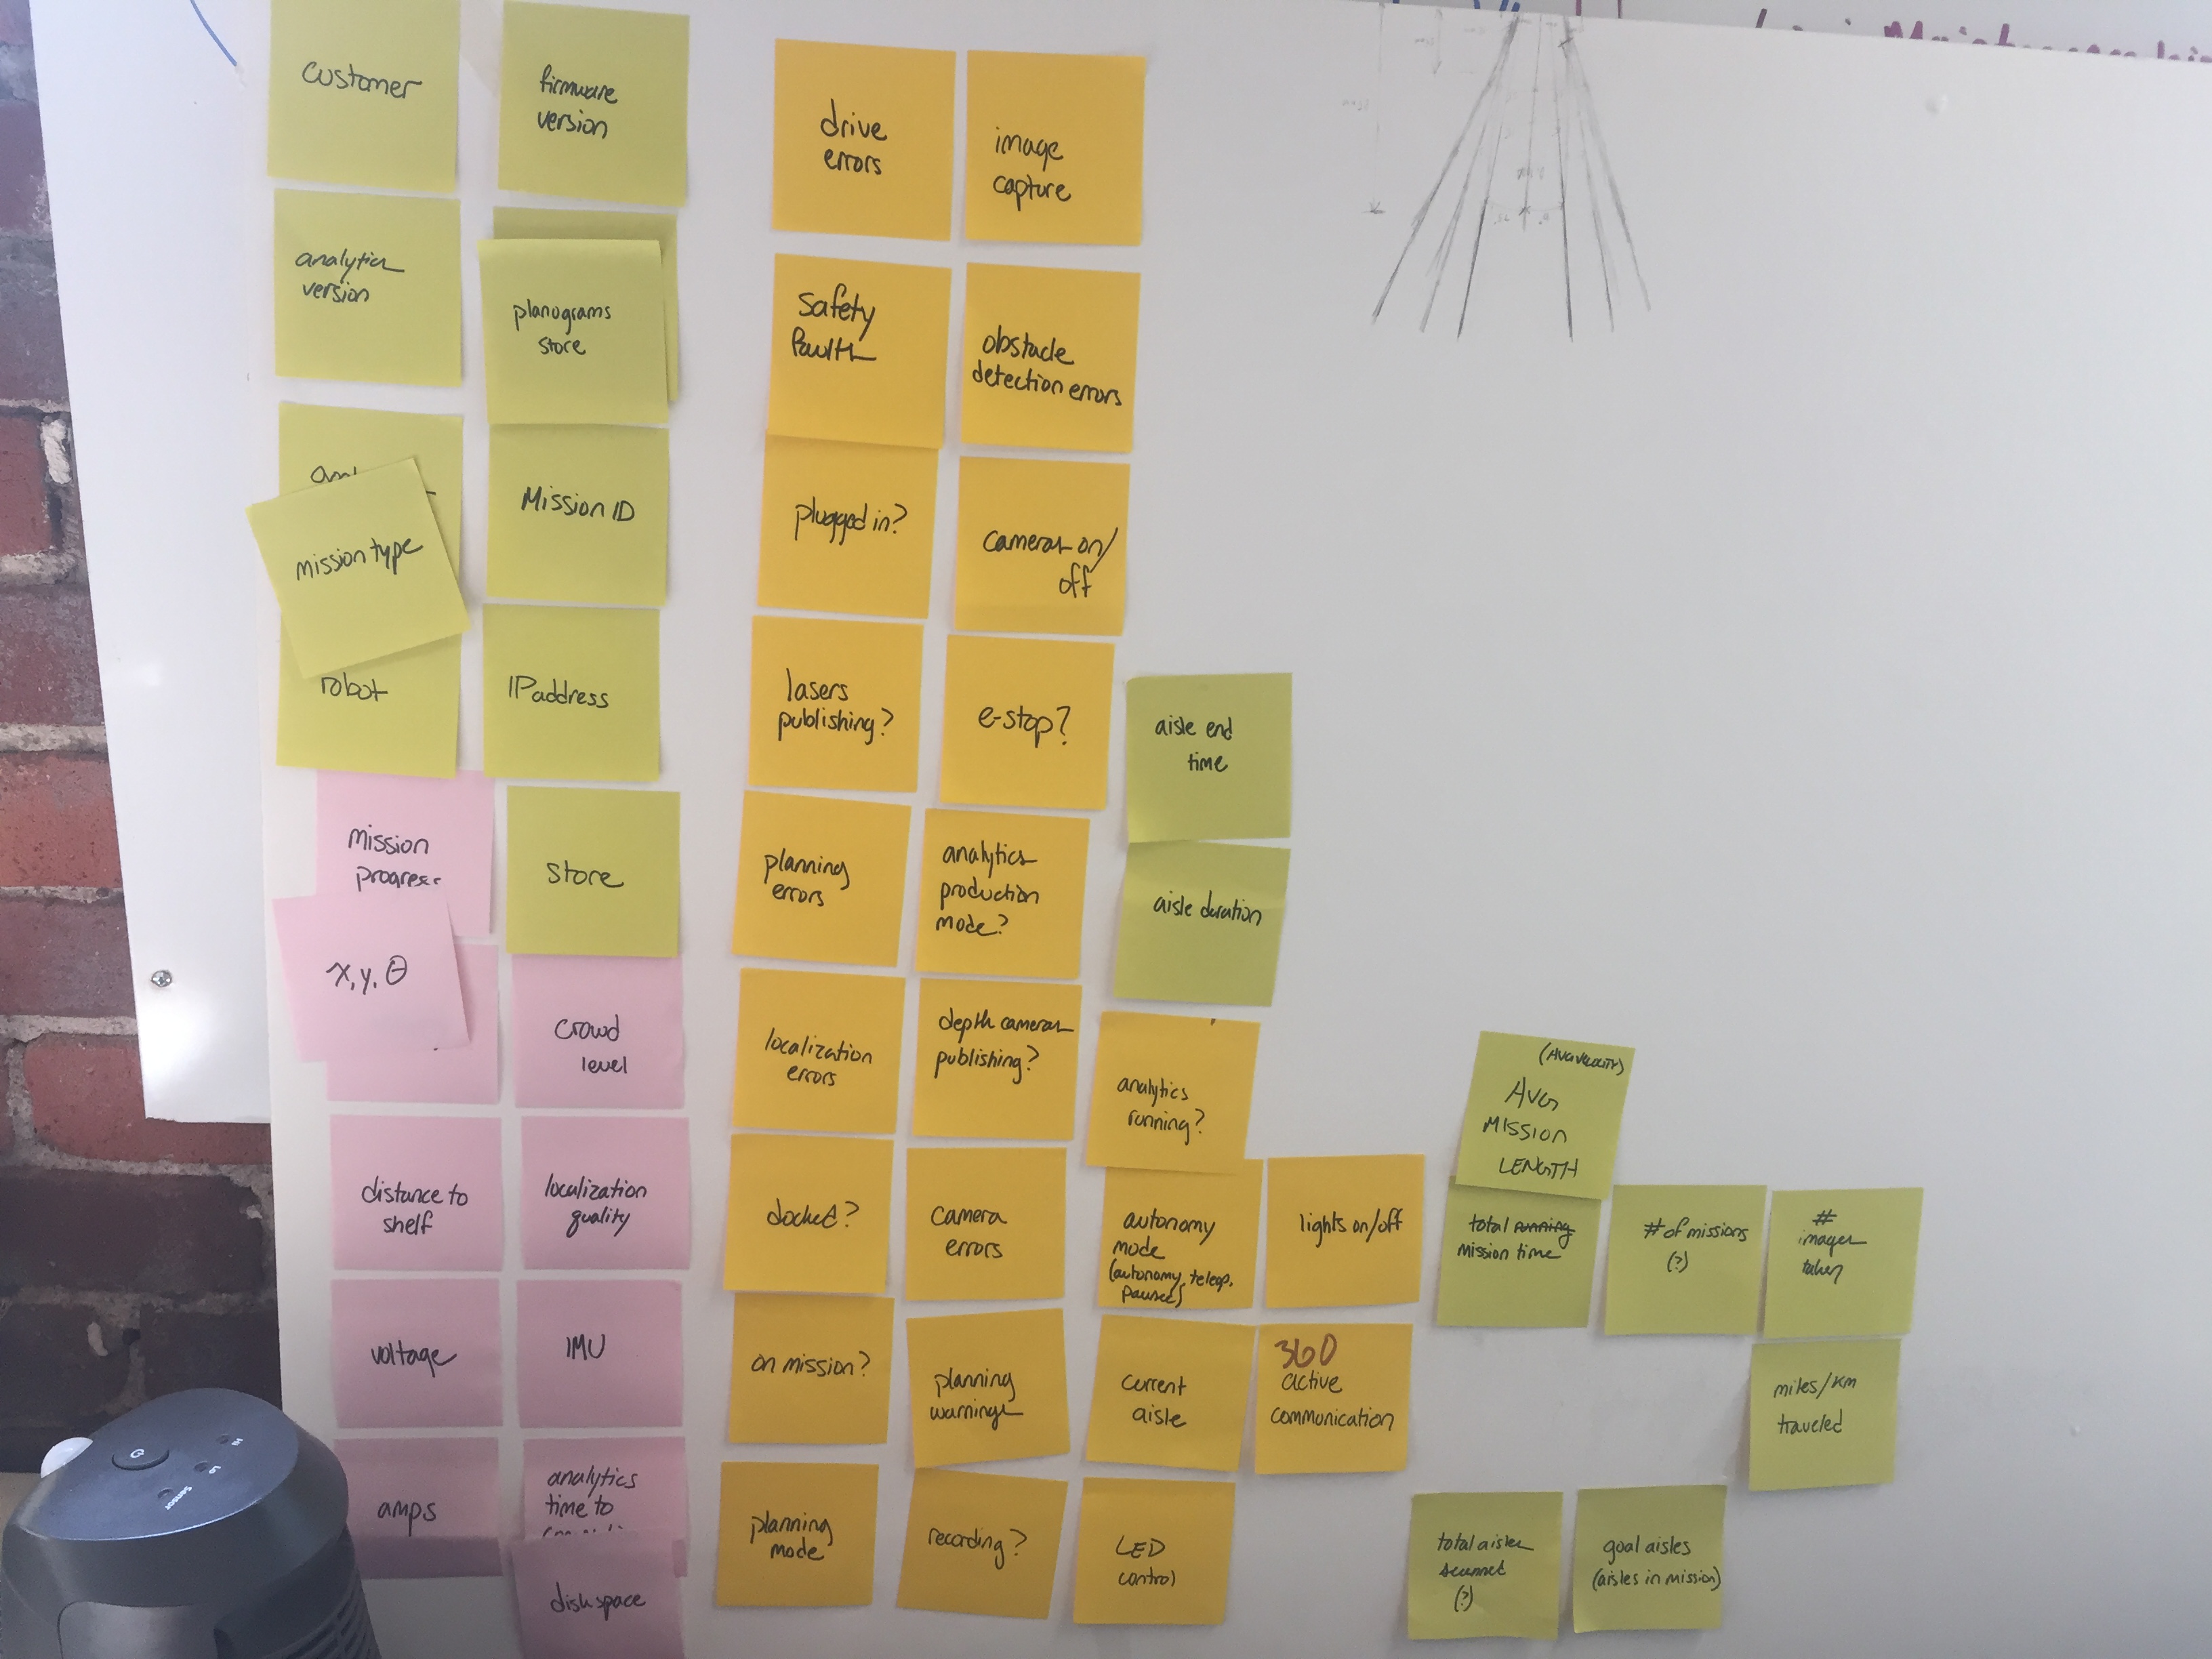 customer
firmware
version
analytics
version
planograms
store
mission type
Mission ID
robot
IP address
Mission
progress
store
x, y, θ
crowd
level
distance to
shelf
localization
quality
voltage
IMU
amps
analytics
time to
disk space
drive
errors
image
capture
safety
faults
obstacle
detection errors
plugged in?
cameras on/
off
lasers
publishing?
e-stop?
planning
errors
analytics
production
mode?
localization
errors
depth cameras
publishing?
docked?
camera
errors
on mission?
planning
warnings
planning
mode
recording?
aisle end
time
aisle duration
analytics
running?
autonomy
mode
(autonomy, teleop,
paused)
lights on/off
current
aisle
360
active
communication
LED
control
(AVG VELOCITY)
AVG
MISSION
LENGTH
total running
mission time
# of missions
(?)
#
images
taken
miles/km
traveled
total aisles
scanned
(?)
goal aisles
(aisles in mission)
Sensor